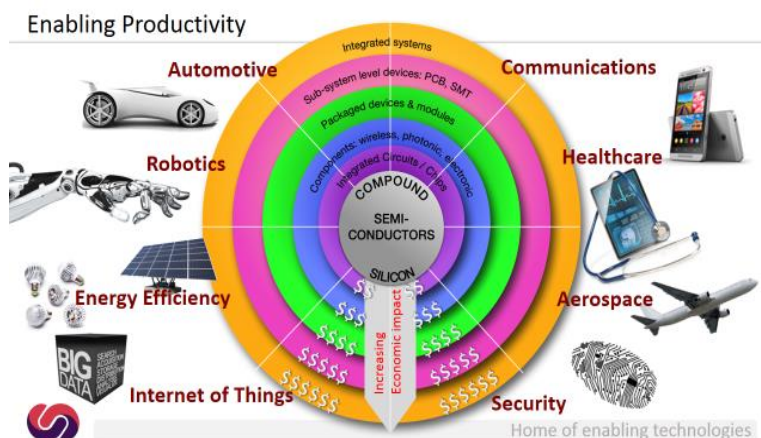 Enabling Productivity
Integrated systems
Sub-system level devices: PCB, SMT
Packaged devices & modules
Components: wireless, photonic, electronic
Integrated Circuits / Chips
COMPOUND
SEMI-
CONDUCTORS
SILICON
Automotive
Communications
Robotics
Healthcare
Energy Efficiency
Aerospace
Internet of Things
Security
$$ $$
$$$ $$$
$$$$ $$$$
$$$$$ $$$$$
$$$$$$ $$$$$$
Increasing
Economic impact
BIG
DATA
SEARCH
STORAGE
Home of enabling technologies